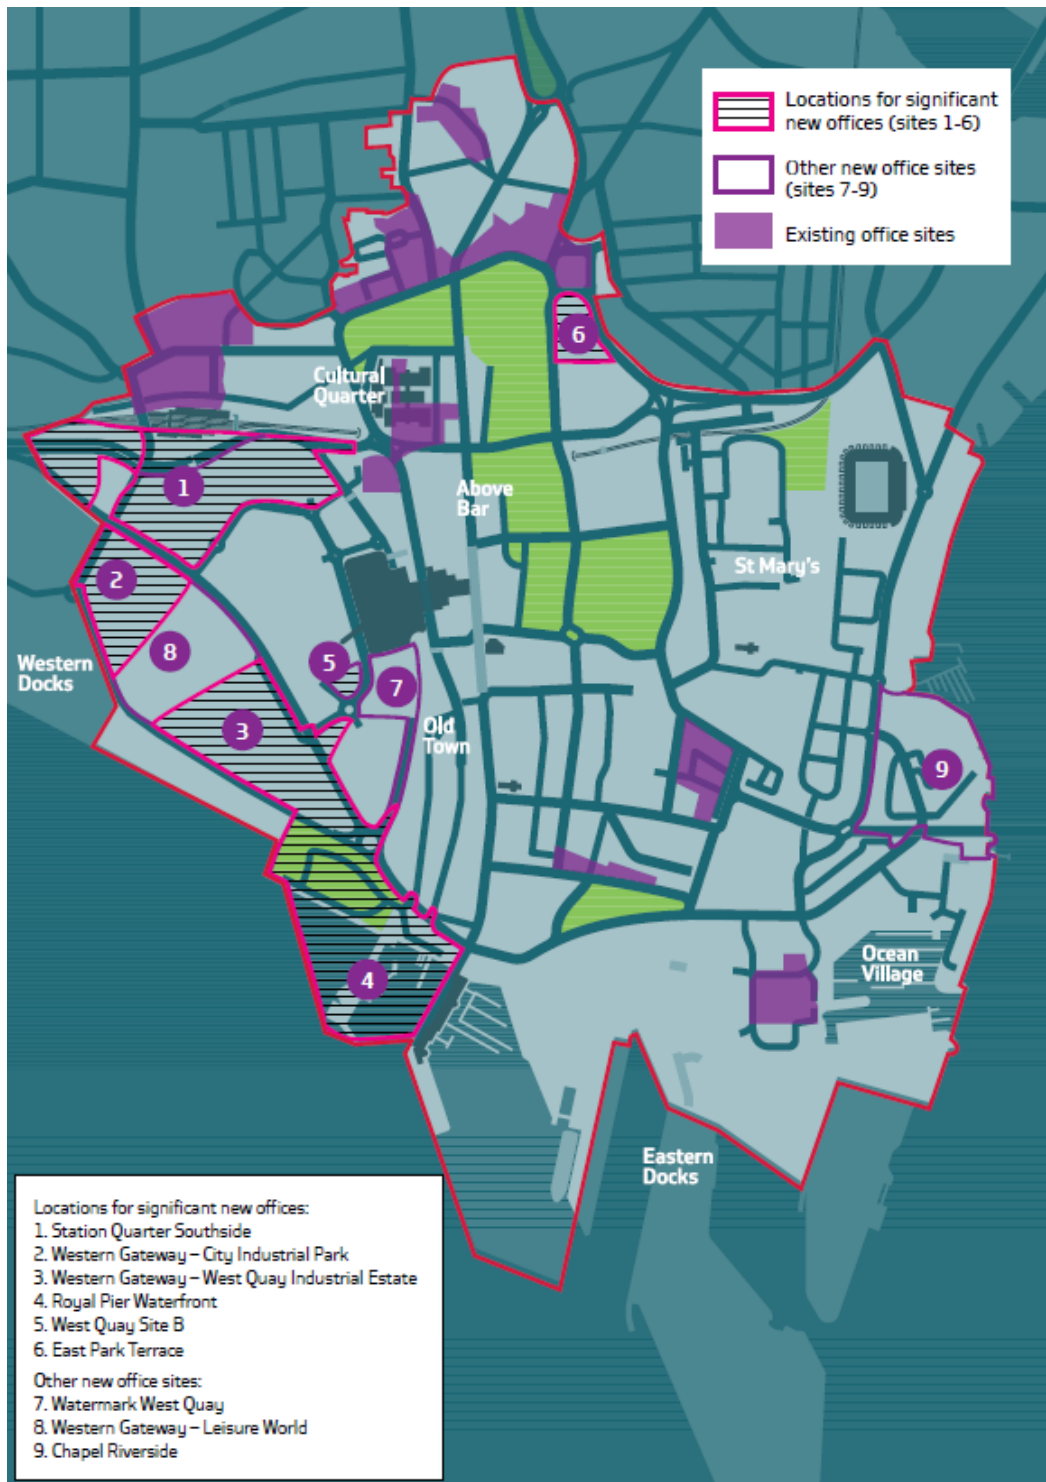 Locations for significant
new offices (sites 1-6)
Other new office sites
(sites 7-9)
Existing office sites
6
Cultural
Quarter
1
Above
Bar
2
St Mary's
8
5
Western
Docks
7
3
Old
Town
9
4
Ocean
Village
Eastern
Docks
Locations for significant new offices:
1. Station Quarter Southside
2. Western Gateway – City Industrial Park
3. Western Gateway – West Quay Industrial Estate
4. Royal Pier Waterfront
5. West Quay Site B
6. East Park Terrace
Other new office sites:
7. Watermark West Quay
8. Western Gateway – Leisure World
9. Chapel Riverside